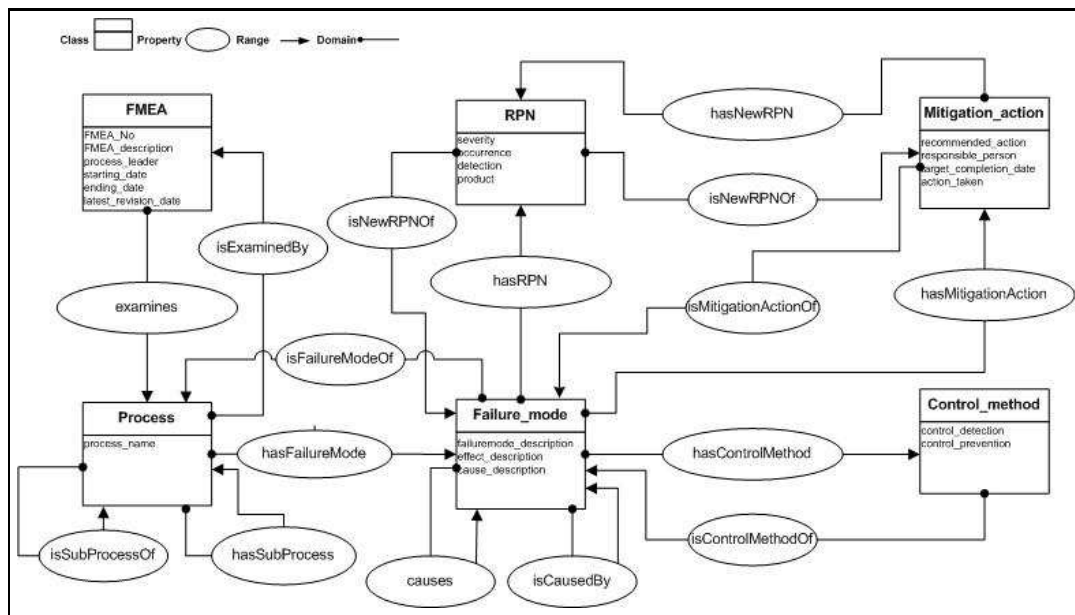 Class Property Range Domain
FMEA
FMEA_No
FMEA_description
process_leader
starting_date
ending_date
latest_revision_date
RPN
severity
occurrence
detection
product
hasNewRPN
Mitigation_action
recommended_action
responsible_person
target_completion_date
action_taken
isNewRPNOf
isNewRPNOf
isExaminedBy
hasRPN
examines
isMitigationActionOf
hasMitigationAction
isFailureModeOf
Process
process_name
hasFailureMode
Failure_mode
failuremode_description
effect_description
cause_description
hasControlMethod
Control_method
control_detection
control_prevention
isSubProcessOf
hasSubProcess
causes
isCausedBy
isControlMethodOf